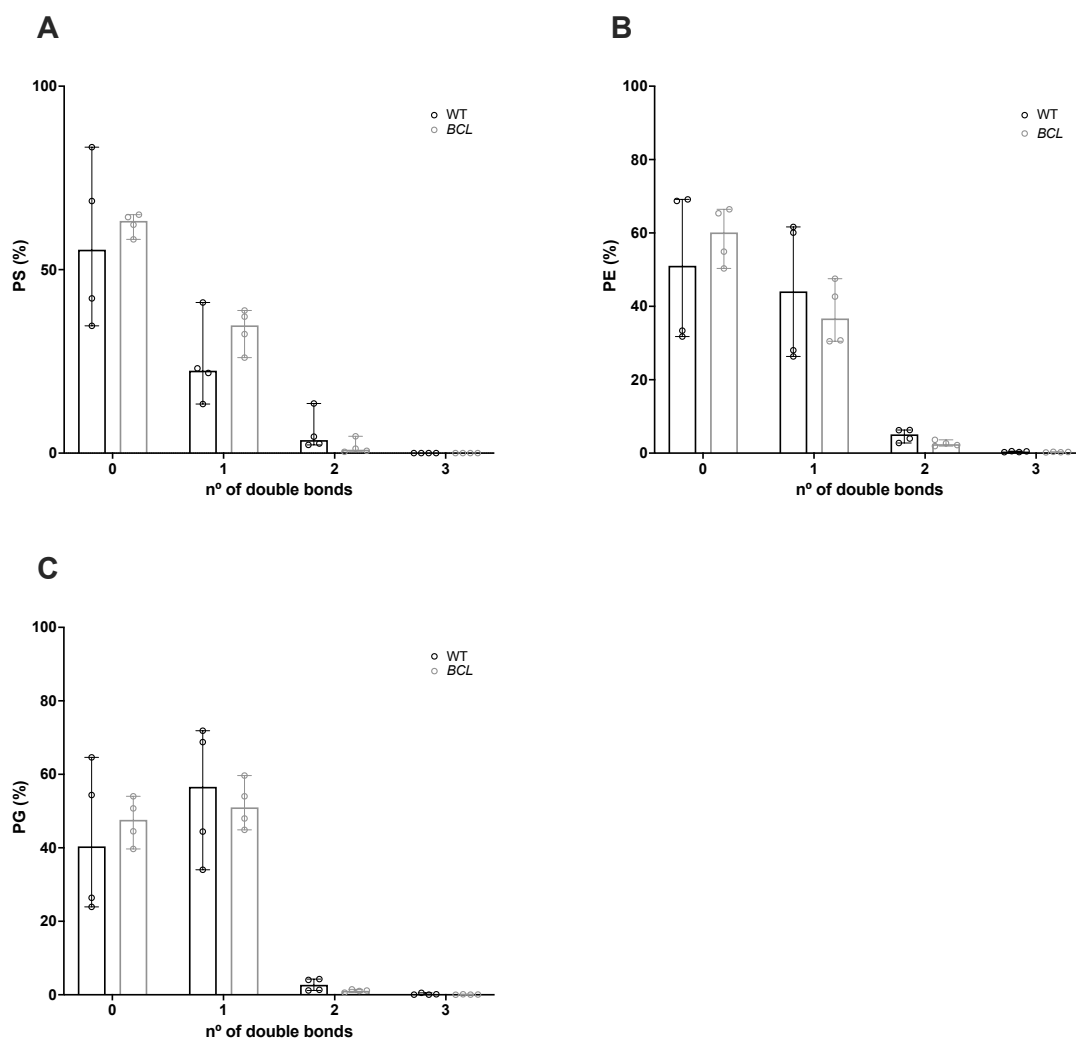 A
100
50
0
PS (%)
WT
BCL
0 1 2 3
nº of double bonds
B
100
80
60
40
20
0
PE (%)
WT
BCL
0 1 2 3
nº of double bonds
C
100
80
60
40
20
0
PG (%)
WT
BCL
0 1 2 3
nº of double bonds